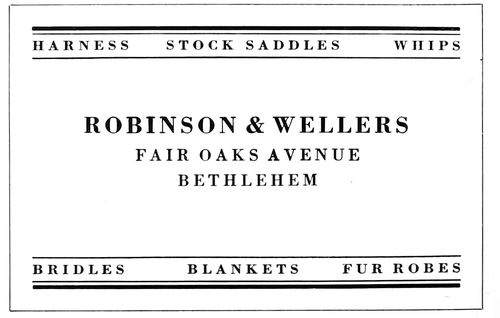 HARNESS STOCK SADDLES WHIPS
ROBINSON & WELLERS
FAIR OAKS AVENUE
BETHLEHEM
BRIDLES BLANKETS FUR ROBES